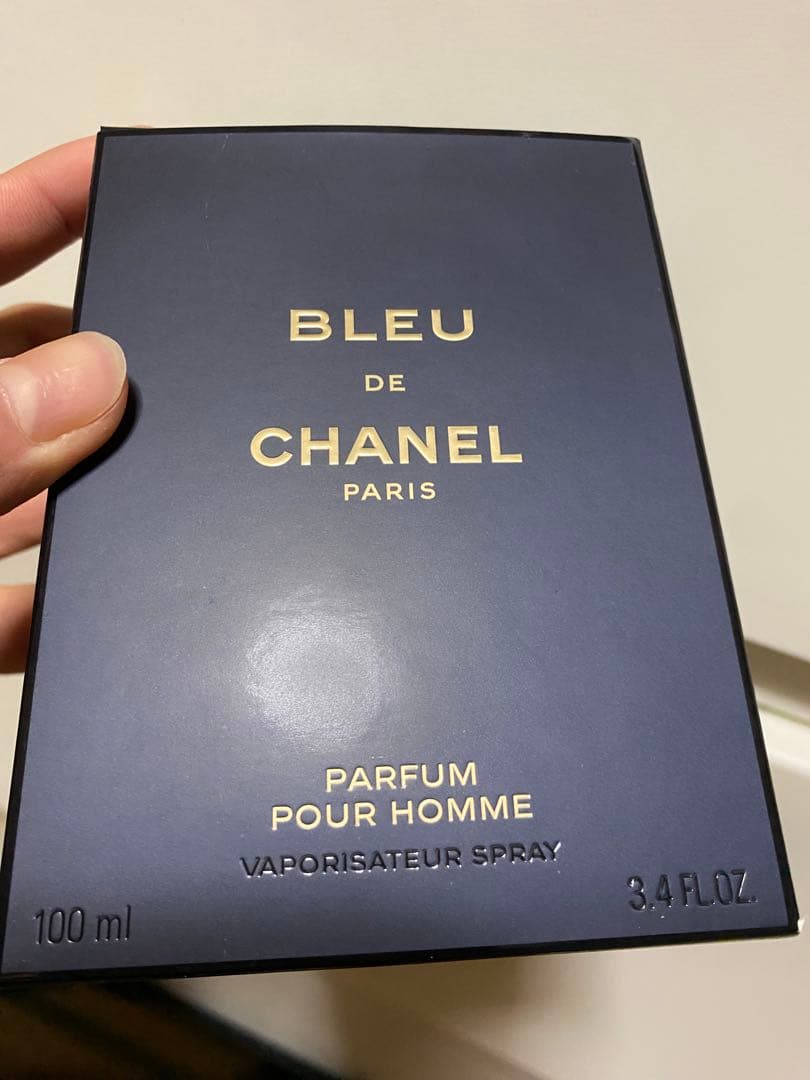 BLEU
DE
CHANEL
PARIS
PARFUM
POUR HOMME
VAPORISATEUR SPRAY
100 ml
3.4 FL.OZ.